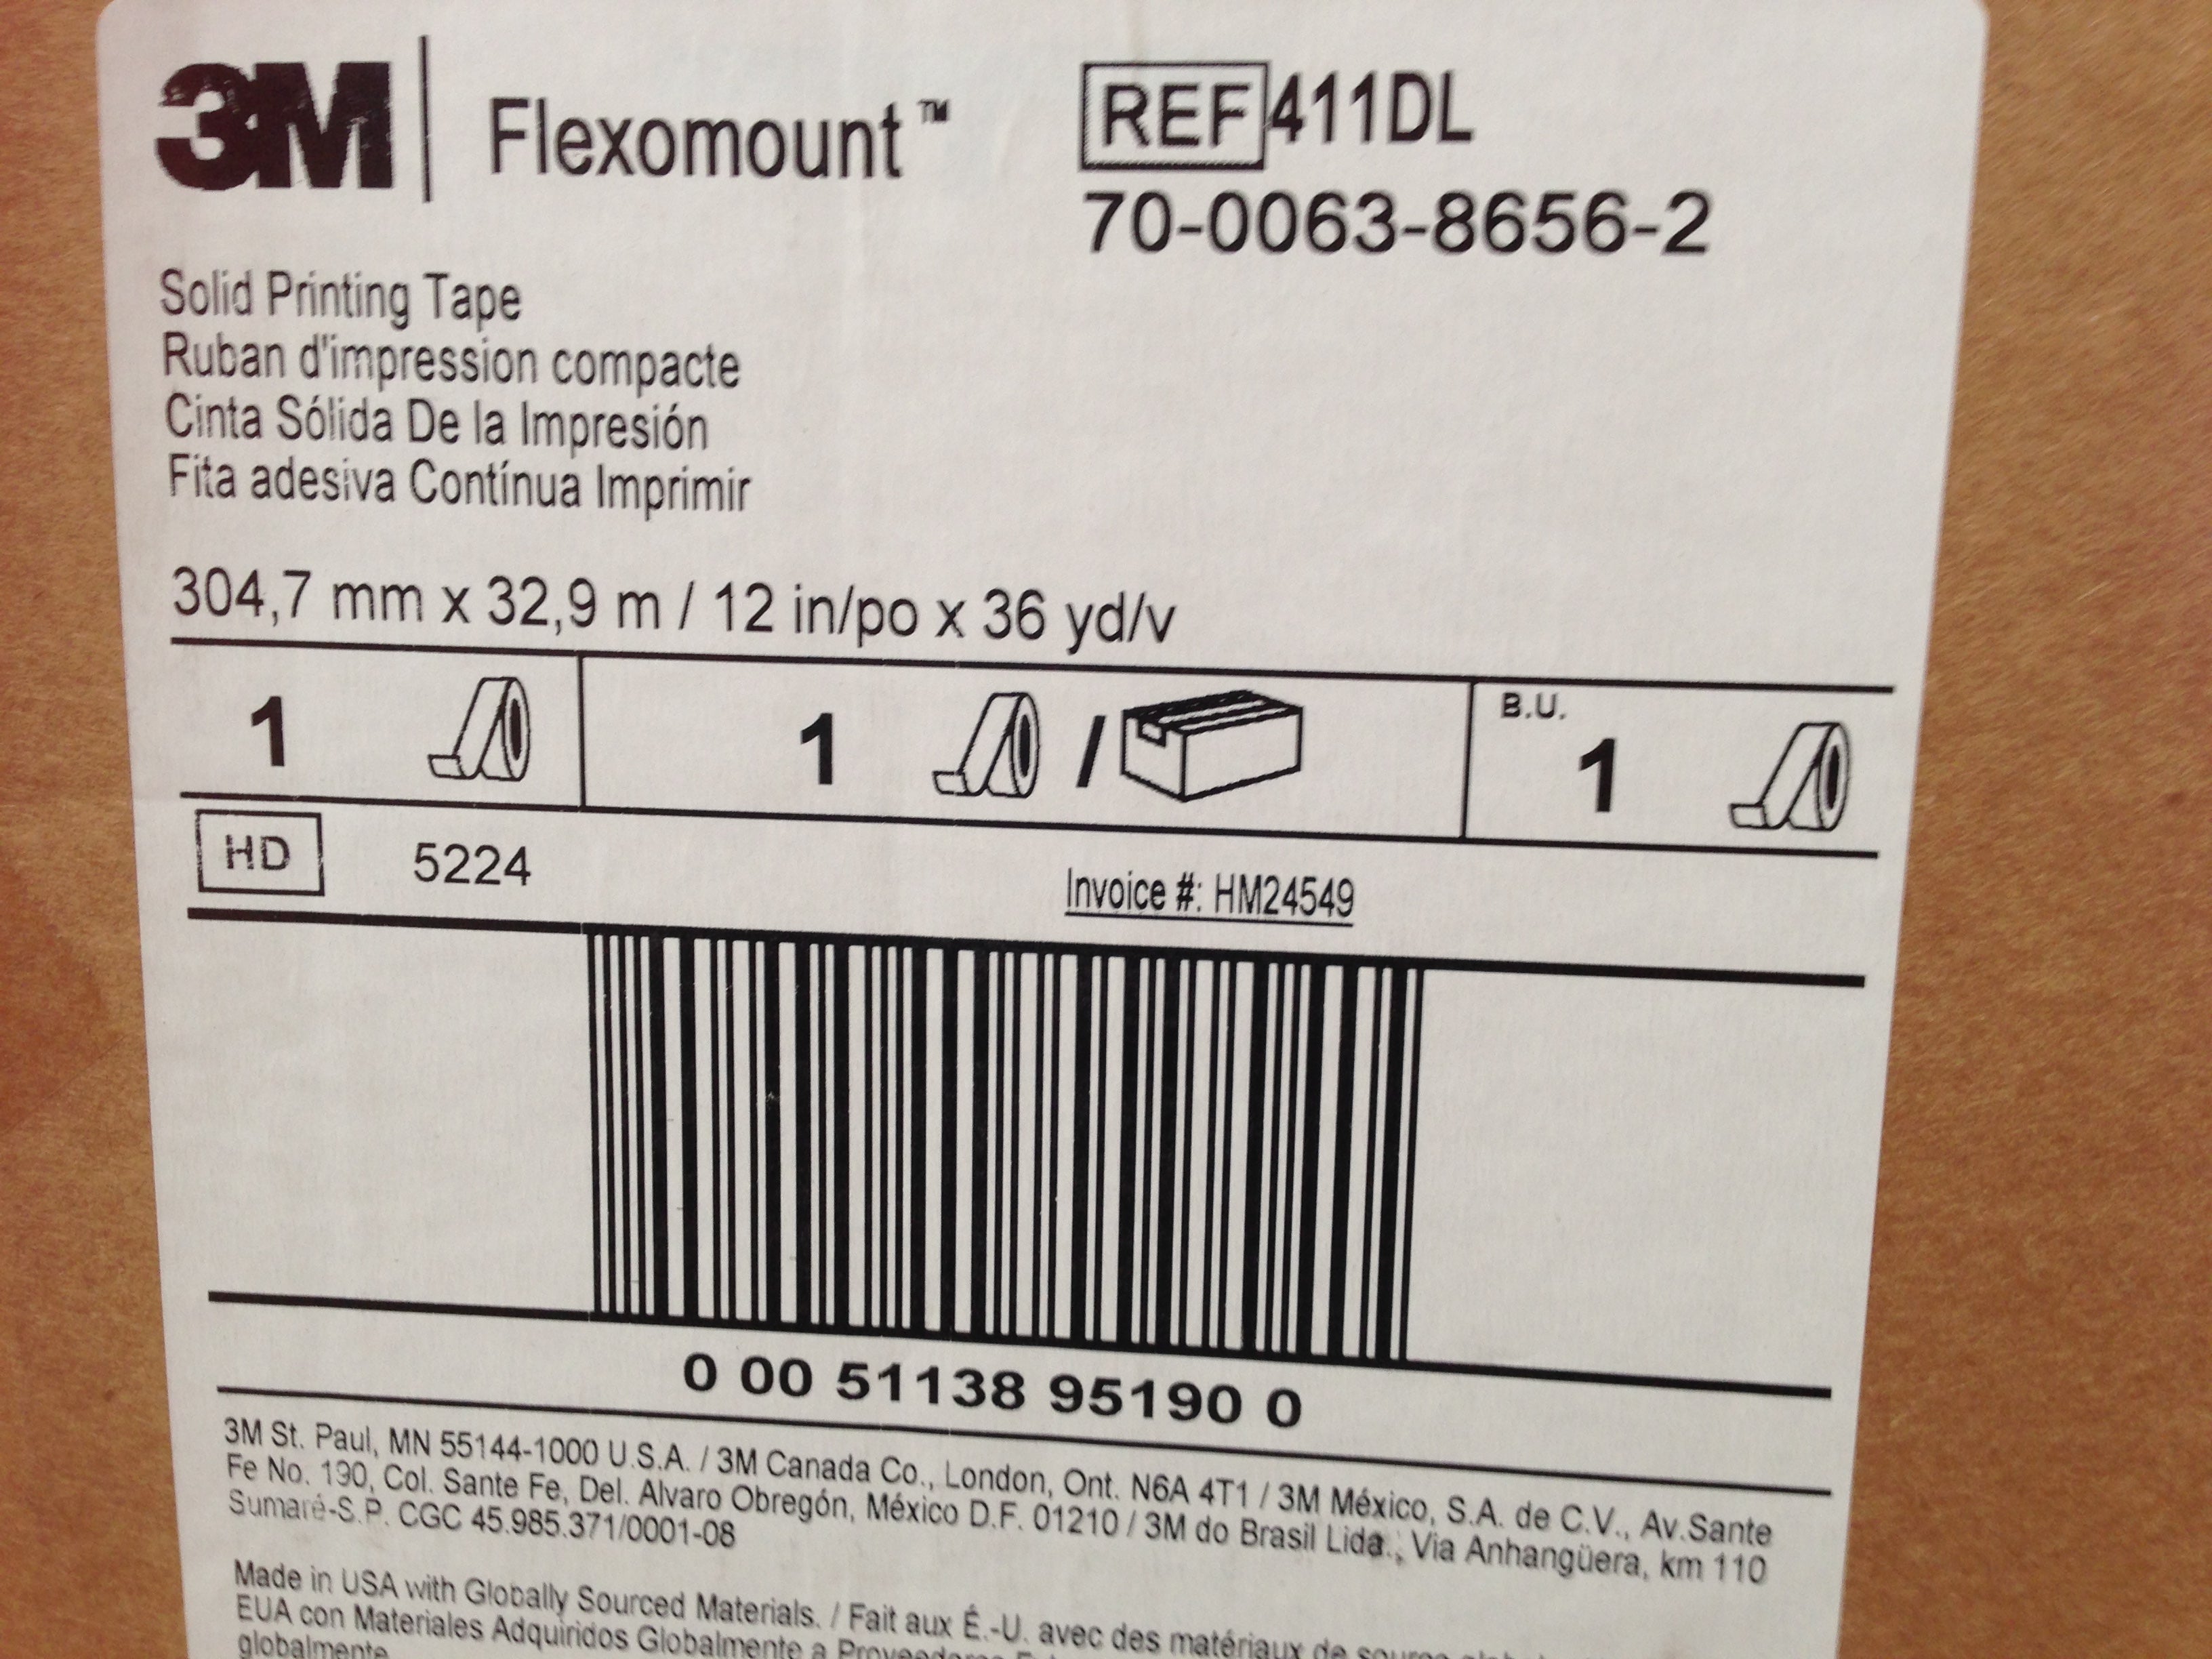 3M | Flexomount™
REF 411DL
70-0063-8656-2
Solid Printing Tape
Ruban d'impression compacte
Cinta Sólida De la Impresión
Fita adesiva Contínua Imprimir
304,7 mm x 32,9 m / 12 in/po x 36 yd/v
1
1 /
B.U.
1
HD 5224
Invoice #: HM24549
0 00 51138 95190 0
3M St. Paul, MN 55144-1000 U.S.A. / 3M Canada Co., London, Ont. N6A 4T1 / 3M México, S.A. de C.V., Av.Sante
Fe No. 190, Col. Sante Fe, Del. Alvaro Obregón, México D.F. 01210 / 3M do Brasil Lida., Via Anhangüera, km 110
Sumaré-S.P. CGC 45.985.371/0001-08
Made in USA with Globally Sourced Materials. / Fait aux É.-U. avec des matériaux de source
EUA con Materiales Adquiridos Globalmente a
globalmente